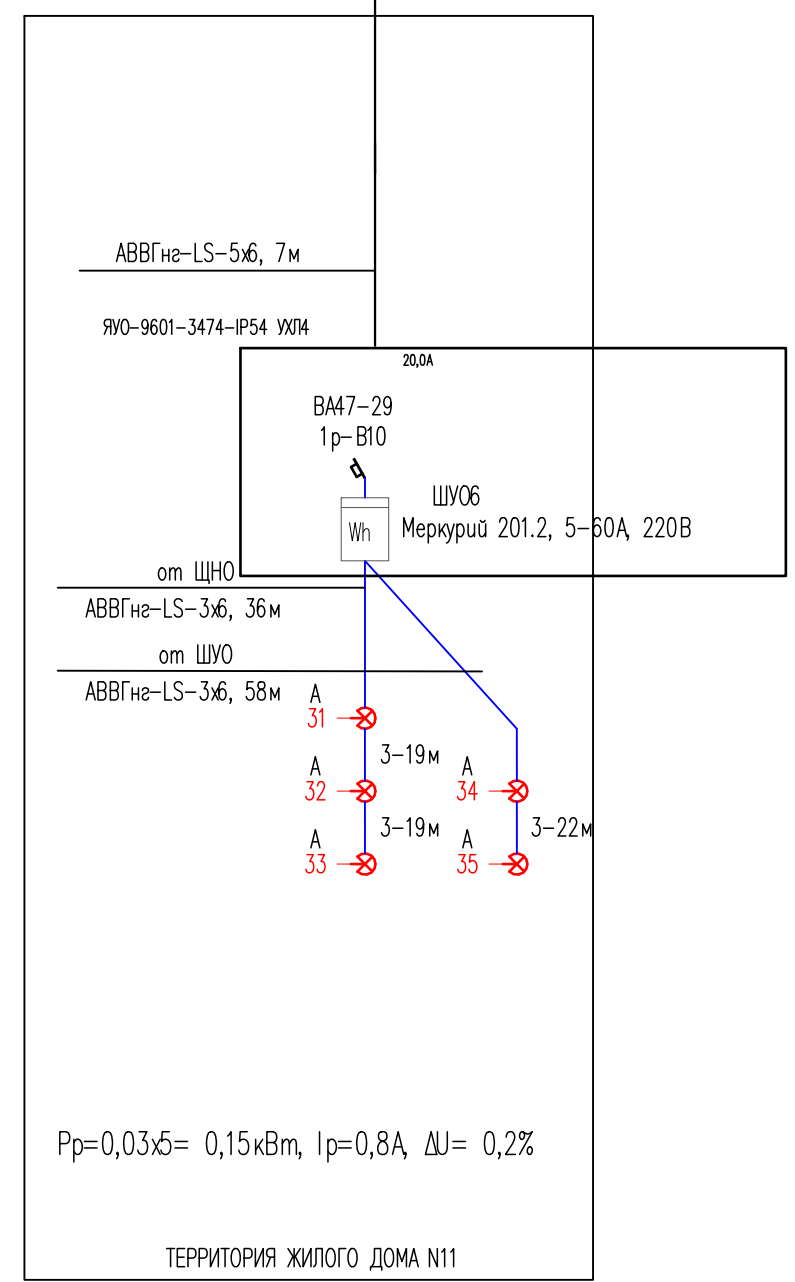 АВВГнг-LS-5х6, 7м
ЯУО-9601-3474-IP54 УХЛ4
20,0А
ВА47-29
1р-В10
ШУО6
Wh
Меркурий 201.2, 5-60А, 220В
от ЩНО
АВВГнг-LS-3х6, 36м
от ШУО
АВВГнг-LS-3х6, 58м
А
31
3-19м
А
32
А
34
3-19м
3-22м
А
33
А
35
Рр=0,03х5= 0,15кВт, Iр=0,8А, ΔU= 0,2%
ТЕРРИТОРИЯ ЖИЛОГО ДОМА N11